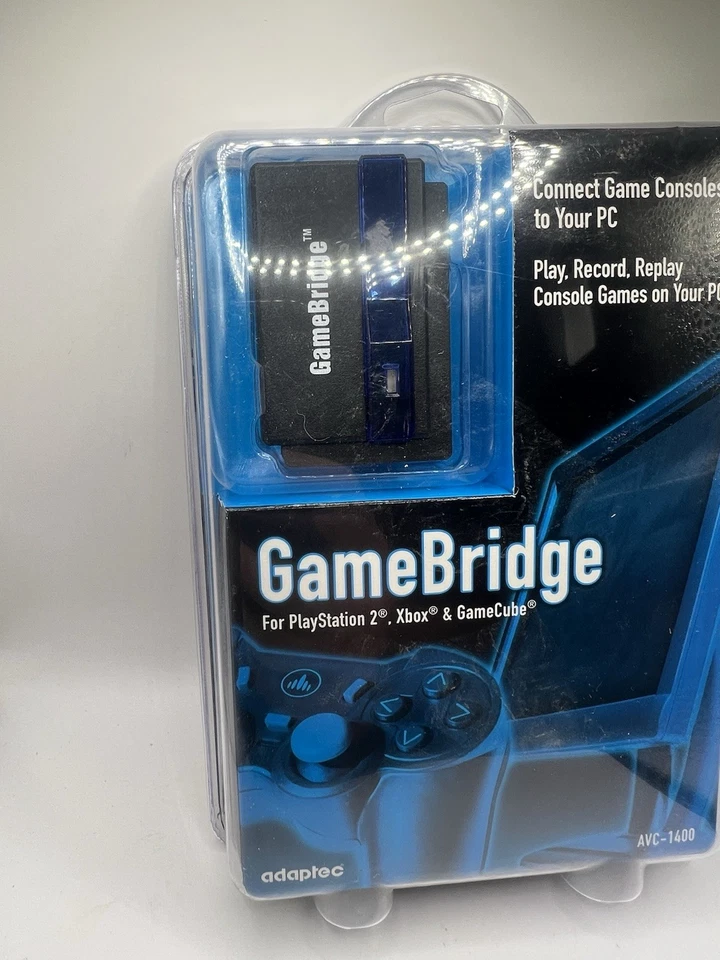 GameBridge™
Connect Game Consoles
to Your PC
Play, Record, Replay
Console Games on Your PC
GameBridge
For PlayStation 2®, Xbox® & GameCube®
AVC-1400
adaptec